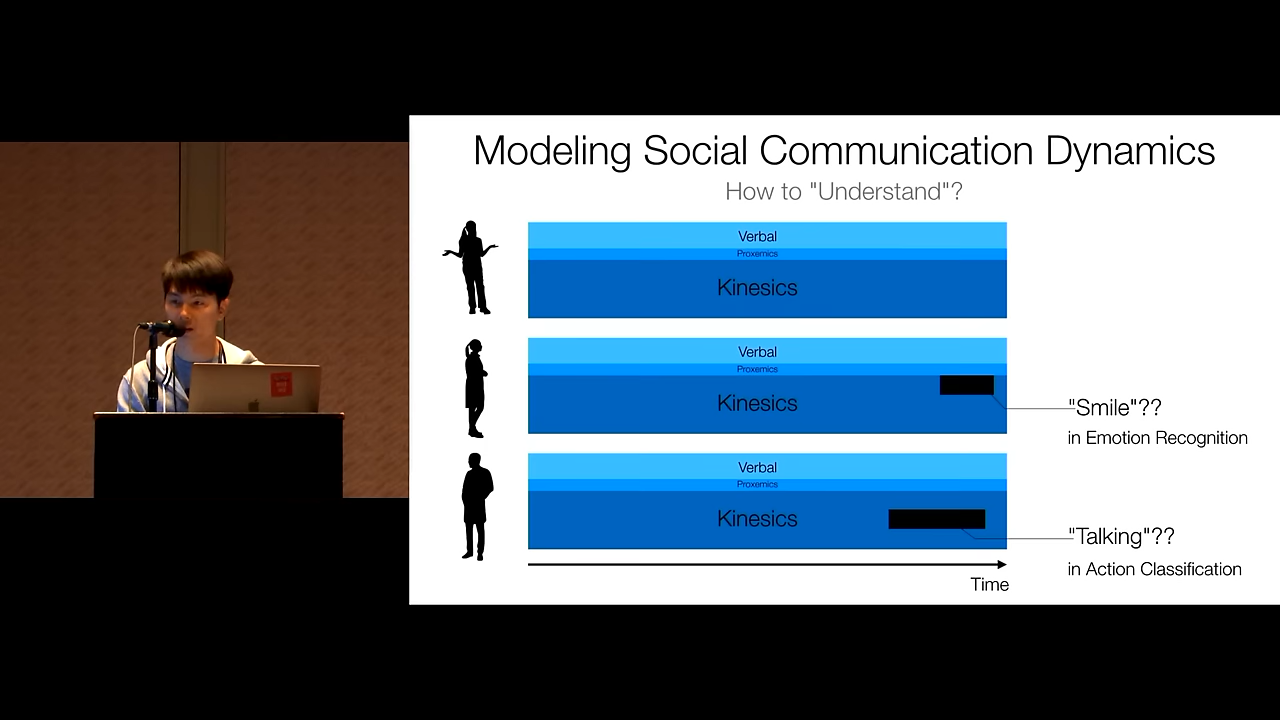 Modeling Social Communication Dynamics
How to "Understand"?
Verbal
Proxemics
Kinesics
Verbal
Proxemics
Kinesics
"Smile"??
in Emotion Recognition
Verbal
Proxemics
Kinesics
"Talking"??
in Action Classification
Time